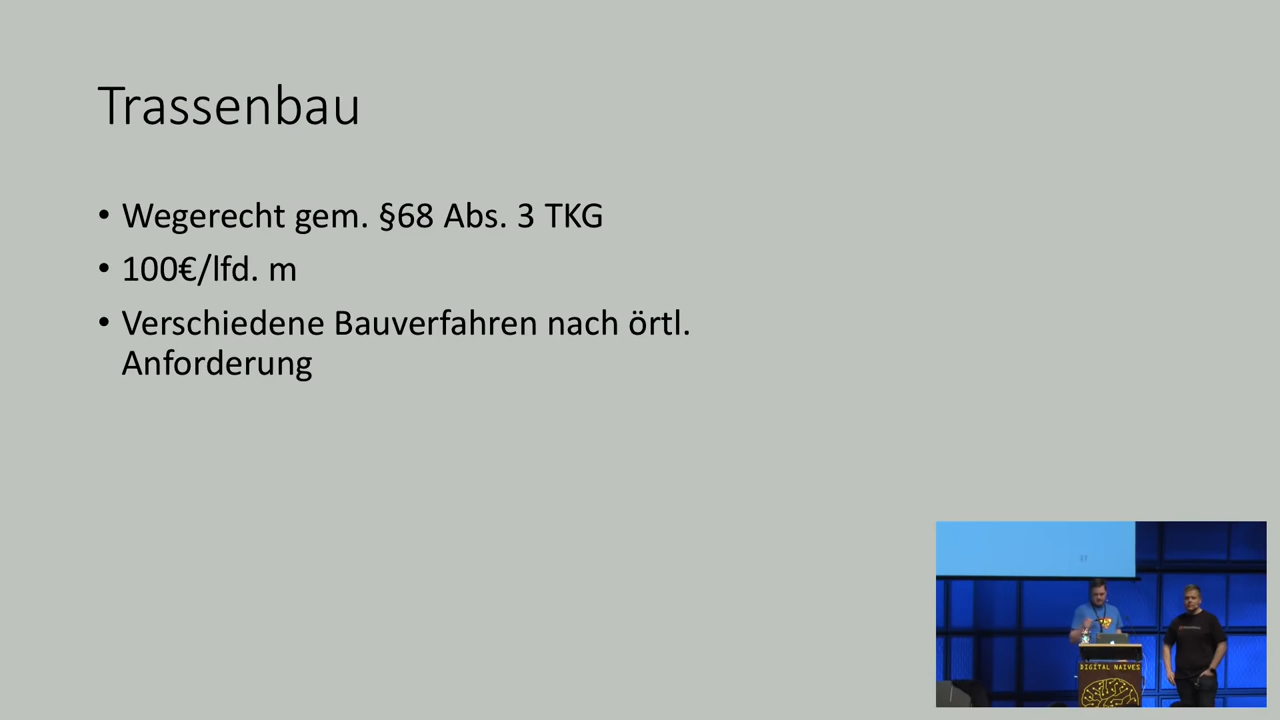 Trassenbau
• Wegerecht gem. §68 Abs. 3 TKG
• 100€/lfd. m
• Verschiedene Bauverfahren nach örtl.
Anforderung
DIGITAL NAIVES